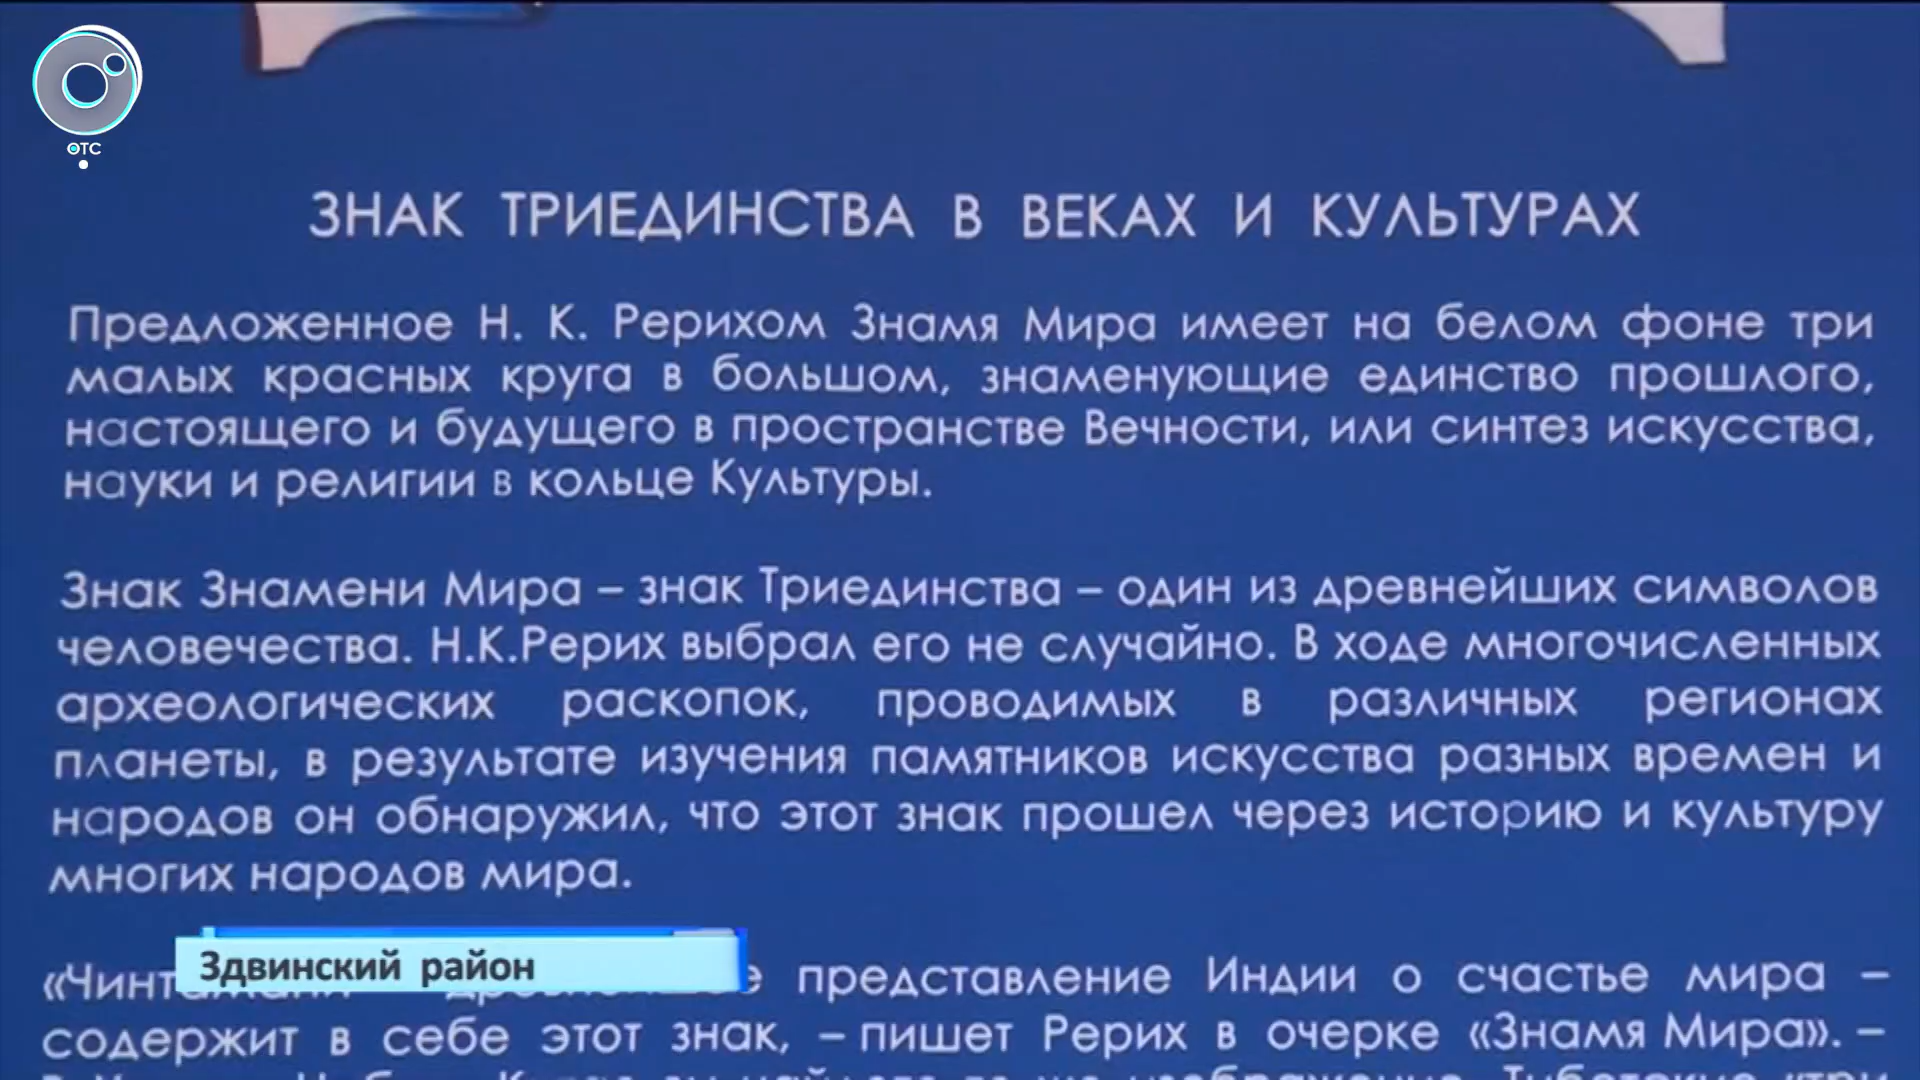 ОТС
ЗНАК ТРИЕДИНСТВА В ВЕКАХ И КУЛЬТУРАХ
Предложенное Н. К. Рерихом Знамя Мира имеет на белом фоне три
малых красных круга в большом, знаменующие единство прошлого,
настоящего и будущего в пространстве Вечности, или синтез искусства,
науки и религии в кольце Культуры.
Знак Знамени Мира – знак Триединства – один из древнейших символов
человечества. Н.К.Рерих выбрал его не случайно. В ходе многочисленных
археологических раскопок, проводимых в различных регионах
планеты, в результате изучения памятников искусства разных времен и
народов он обнаружил, что этот знак прошел через историю и культуру
многих народов мира.
Здвинский район
представление Индии о счастье мира –
содержит в себе этот знак, – пишет Рерих в очерке «Знамя Мира». –